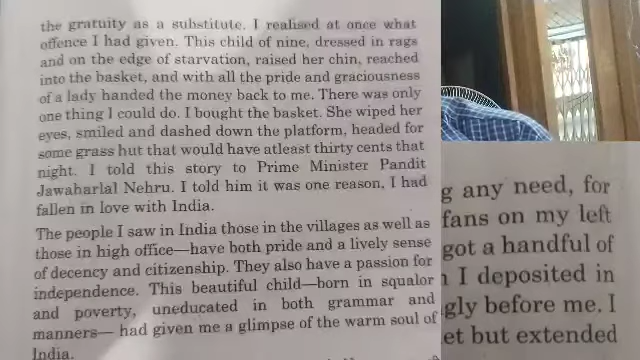 the gratuity as a substitute. I realised at once what
offence I had given. This child of nine, dressed in rags
and on the edge of starvation, raised her chin, reached
into the basket, and with all the pride and graciousness
of a lady handed the money back to me. There was only
one thing I could do. I bought the basket. She wiped her
eyes, smiled and dashed down the platform, headed for
some grass hut that would have atleast thirty cents that
night. I told this story to Prime Minister Pandit
Jawaharlal Nehru. I told him it was one reason, I had
fallen in love with India.
The people I saw in India those in the villages as well as
those in high office—have both pride and a lively sense
of decency and citizenship. They also have a passion for
independence. This beautiful child—born in squalor
and poverty, uneducated in both grammar and
manners— had given me a glimpse of the warm soul of
India.
g any need, for
fans on my left
got a handful of
I deposited in
gly before me. I
et but extended